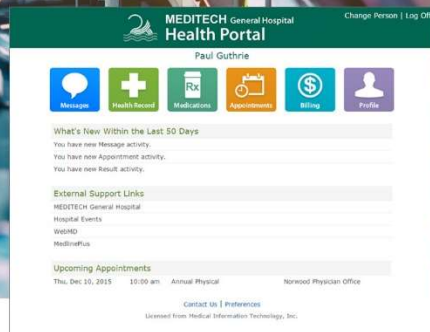 MEDITECH General Hospital
Health Portal
Change Person | Log Off
Paul Guthrie
Messages
Health Record
Rx
Medications
Appointments
$
Billing
Profile
What's New Within the Last 50 Days
You have new Message activity.
You have new Appointment activity.
You have new Result activity.
External Support Links
MEDITECH General Hospital
Hospital Events
WebMD
MedlinePlus
Upcoming Appointments
Thu, Dec 10, 2015 10:00 am Annual Physical Norwood Physician Office
Contact Us | Preferences
Licensed from Medical Information Technology, Inc.